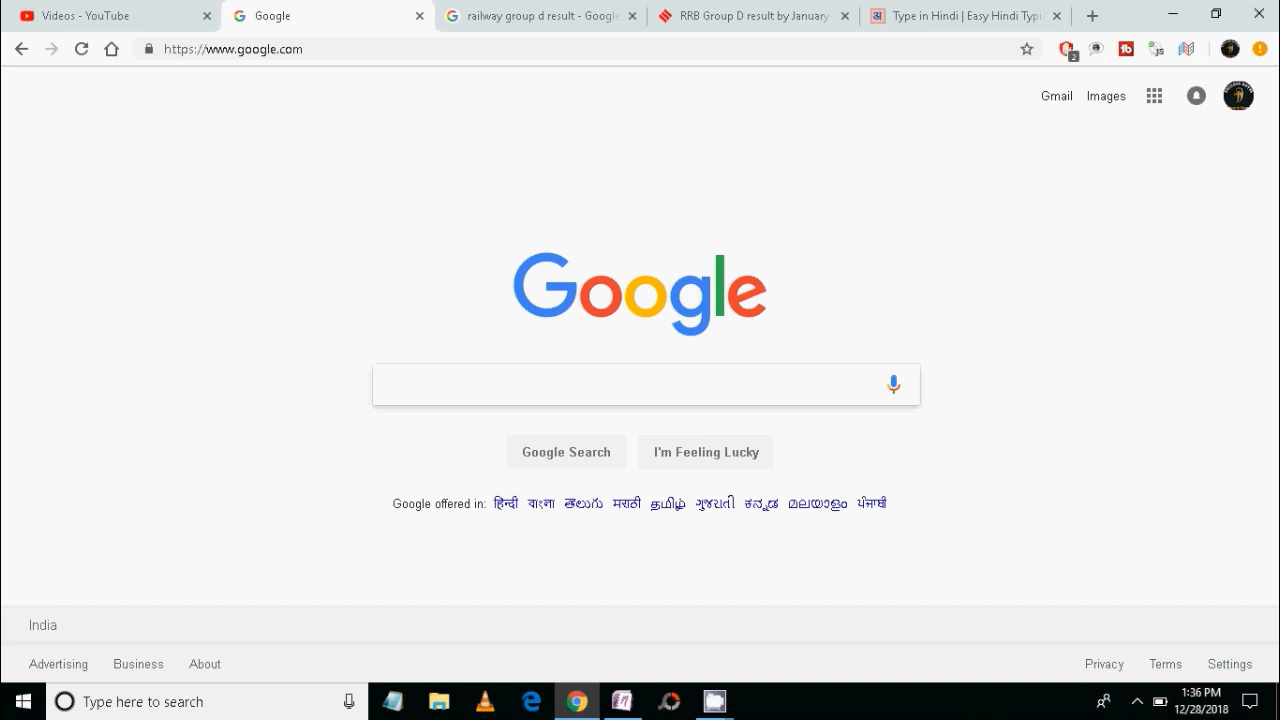 Videos - YouTube
Google
railway group d result - Google
RRB Group D result by January
Type in Hindi | Easy Hindi Typi
https://www.google.com
2
Gmail Images
Google
Google Search I'm Feeling Lucky
Google offered in: हिन्दी বাংলা తెలుగు मराठी தமிழ் ગુજરાતી ಕನ್ನಡ മലയാളം ਪੰਜਾਬੀ
India
Advertising Business About Privacy Terms Settings
Type here to search
1:36 PM
12/28/2018